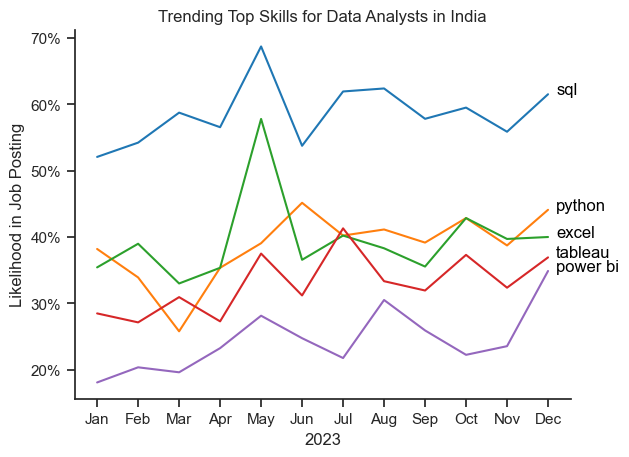 Trending Top Skills for Data Analysts in India
70%
60%
50%
40%
30%
20%
Likelihood in Job Posting
sql
python
excel
tableau
power bi
Jan Feb Mar Apr May Jun Jul Aug Sep Oct Nov Dec
2023